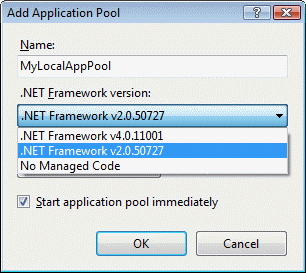 Add Application Pool
Name:
MyLocalAppPool
.NET Framework version:
.NET Framework v2.0.50727
.NET Framework v4.0.11001
.NET Framework v2.0.50727
No Managed Code
Start application pool immediately
OK Cancel